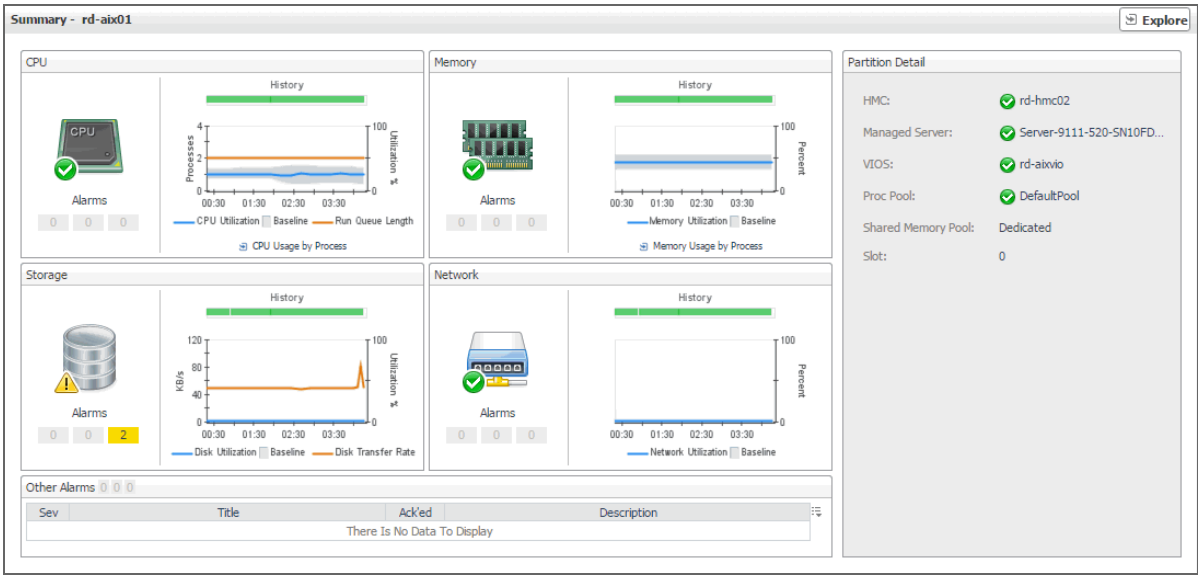 Summary - rd-aix01
Explore
CPU
CPU
Alarms
0 0 0
History
4
2
0
Processes
100
0
Utilization %
00:30 01:30 02:30 03:30
CPU Utilization Baseline Run Queue Length
CPU Usage by Process
Memory
Alarms
0 0 0
History
100
0
Percent
00:30 01:30 02:30 03:30
Memory Utilization Baseline
Memory Usage by Process
Storage
Alarms
0 0 2
History
120
80
40
0
KB/s
100
0
Utilization %
00:30 01:30 02:30 03:30
Disk Utilization Baseline Disk Transfer Rate
Network
Alarms
0 0 0
History
100
0
Percent
00:30 01:30 02:30 03:30
Network Utilization Baseline
Other Alarms 0 0 0
Sev Title Ack'ed Description
There Is No Data To Display
Partition Detail
HMC: rd-hmc02
Managed Server: Server-9111-520-SN10FD...
VIOS: rd-aixvio
Proc Pool: DefaultPool
Shared Memory Pool: Dedicated
Slot: 0